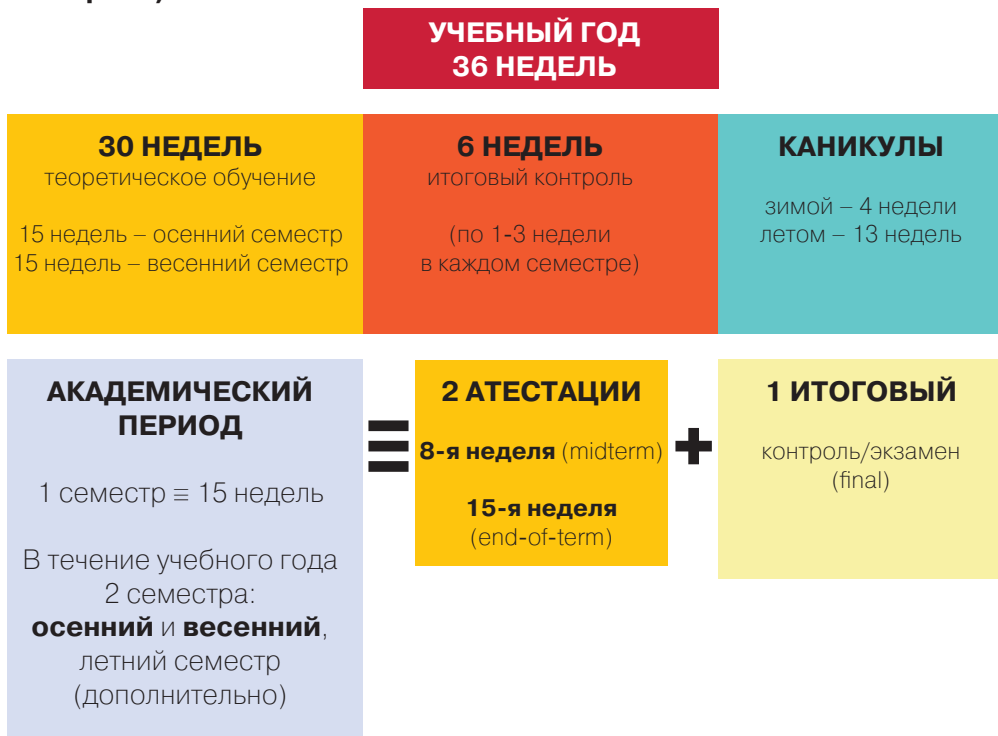 УЧЕБНЫЙ ГОД
36 НЕДЕЛЬ
30 НЕДЕЛЬ
теоретическое обучение
15 недель – осенний семестр
15 недель – весенний семестр
6 НЕДЕЛЬ
итоговый контроль
(по 1-3 недели
в каждом семестре)
КАНИКУЛЫ
зимой – 4 недели
летом – 13 недель
АКАДЕМИЧЕСКИЙ
ПЕРИОД
1 семестр ≡ 15 недель
В течение учебного года
2 семестра:
осенний и весенний,
летний семестр
(дополнительно)
≡
2 АТЕСТАЦИИ
8-я неделя (midterm)
15-я неделя
(end-of-term)
+
1 ИТОГОВЫЙ
контроль/экзамен
(final)